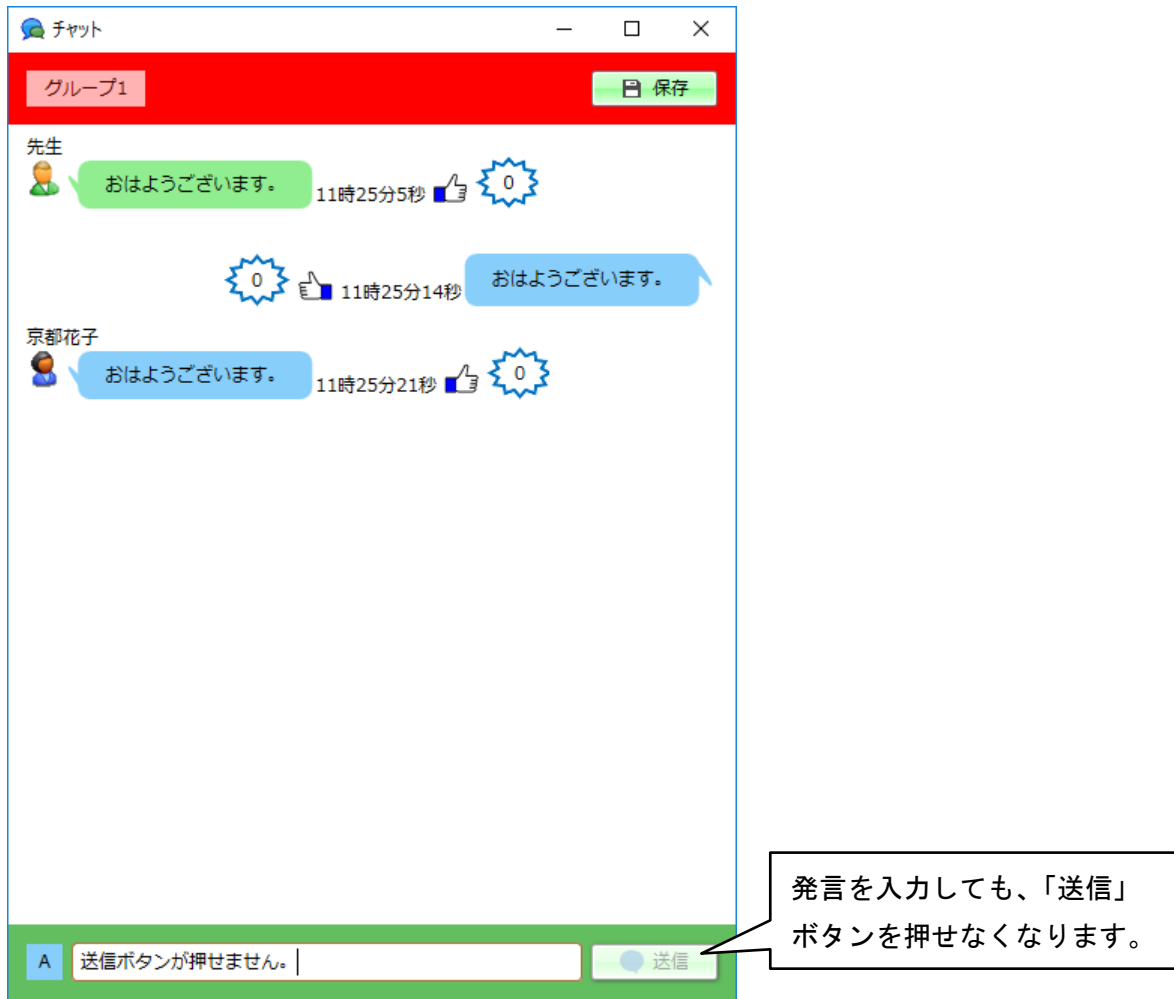 チャット
グループ1
保存
先生
おはようございます。 11時25分5秒 0
0 11時25分14秒 おはようございます。
京都花子
おはようございます。 11時25分21秒 0
発言を入力しても、「送信」
ボタンを押せなくなります。
A 送信ボタンが押せません。 送信